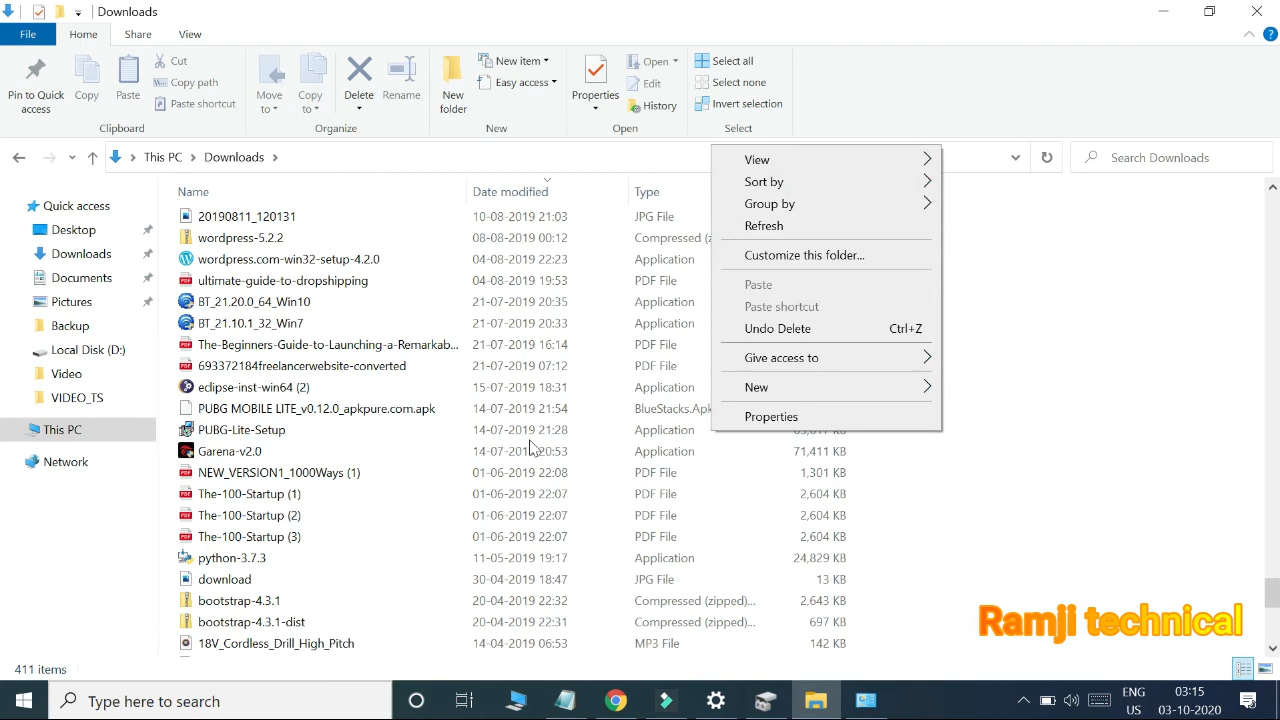 Downloads
File Home Share View
Pin to Quick access
Copy
Paste
Cut
Copy path
Paste shortcut
Move to
Copy to
Delete
Rename
New folder
New item
Easy access
Properties
Open
Edit
History
Select all
Select none
Invert selection
Clipboard Organize New Open Select
This PC Downloads
Search Downloads
Name Date modified Type
Quick access
Desktop
Downloads
Documents
Pictures
Backup
Local Disk (D:)
Video
VIDEO_TS
This PC
Network
20190811_120131 10-08-2019 21:03 JPG File
wordpress-5.2.2 08-08-2019 00:12 Compressed (z
wordpress.com-win32-setup-4.2.0 04-08-2019 22:23 Application
ultimate-guide-to-dropshipping 04-08-2019 19:53 PDF File
BT_21.20.0_64_Win10 21-07-2019 20:35 Application
BT_21.10.1_32_Win7 21-07-2019 20:33 Application
The-Beginners-Guide-to-Launching-a-Remarkab... 21-07-2019 16:14 PDF File
693372184freelancerwebsite-converted 21-07-2019 07:12 PDF File
eclipse-inst-win64 (2) 15-07-2019 18:31 Application
PUBG MOBILE LITE_v0.12.0_apkpure.com.apk 14-07-2019 21:54 BlueStacks.Apk
PUBG-Lite-Setup 14-07-2019 21:28 Application
Garena-v2.0 14-07-2019 20:53 Application 71,411 KB
NEW_VERSION1_1000Ways (1) 01-06-2019 22:08 PDF File 1,301 KB
The-100-Startup (1) 01-06-2019 22:07 PDF File 2,604 KB
The-100-Startup (2) 01-06-2019 22:07 PDF File 2,604 KB
The-100-Startup (3) 01-06-2019 22:07 PDF File 2,604 KB
python-3.7.3 11-05-2019 19:17 Application 24,829 KB
download 30-04-2019 18:47 JPG File 13 KB
bootstrap-4.3.1 20-04-2019 22:32 Compressed (zipped)... 2,643 KB
bootstrap-4.3.1-dist 20-04-2019 22:31 Compressed (zipped)... 697 KB
18V_Cordless_Drill_High_Pitch 14-04-2019 06:53 MP3 File 142 KB
View
Sort by
Group by
Refresh
Customize this folder...
Paste
Paste shortcut
Undo Delete Ctrl+Z
Give access to
New
Properties
Ramji technical
411 items
Type here to search
ENG
US
03:15
03-10-2020